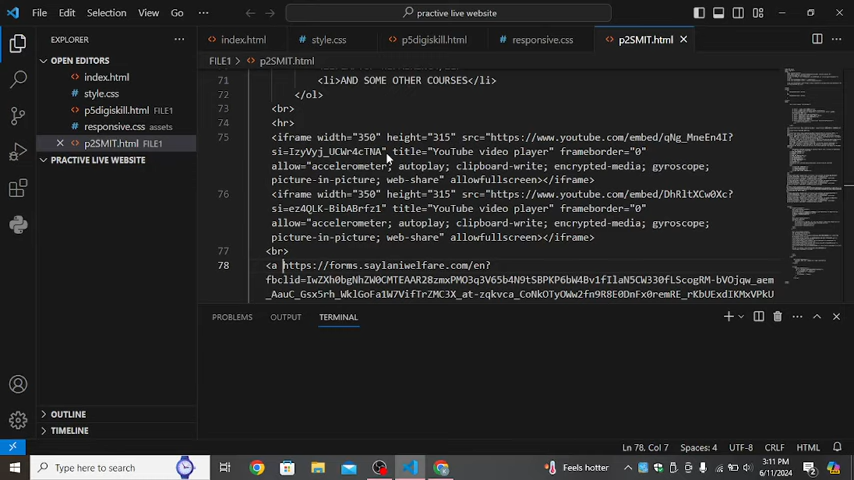 File Edit Selection View Go ··· practive live website
EXPLORER ···
index.html style.css p5digiskill.html responsive.css p2SMIT.html
OPEN EDITORS
index.html
style.css
p5digiskill.html FILE1
responsive.css assets
p2SMIT.html FILE1
PRACTIVE LIVE WEBSITE
FILE1 > p2SMIT.html
71 <li>AND SOME OTHER COURSES</li>
72 </ol>
73 <br>
74 <hr>
75 <iframe width="350" height="315" src="https://www.youtube.com/embed/qNg_MneEn4I?
si=IzyVyj_UCWr4cTNA" title="YouTube video player" frameborder="0"
allow="accelerometer; autoplay; clipboard-write; encrypted-media; gyroscope;
picture-in-picture; web-share" allowfullscreen></iframe>
76 <iframe width="350" height="315" src="https://www.youtube.com/embed/DhRltXCw0Xc?
si=ez4QLK-BibABrfz1" title="YouTube video player" frameborder="0"
allow="accelerometer; autoplay; clipboard-write; encrypted-media; gyroscope;
picture-in-picture; web-share" allowfullscreen></iframe>
77 <br>
78 <a https://forms.saylaniwelfare.com/en?
fbclid=IwZXh0bgNhZW0CMTEAAR28zmxPMO3q3V65b4N9tSBPKP6bW4Bv1fIlaN5CW330fLScogRM-bVOjqw_aem
_AauC_Gsx5rh_WklGoFa1W7VifTrZMC3X_at-zqkvca_CoNkOTyOWw2fn9R8E0DnFx0remRE_rKbUExdIKMxVPkU
PROBLEMS OUTPUT TERMINAL
OUTLINE
TIMELINE
Ln 78, Col 7 Spaces: 4 UTF-8 CRLF HTML
Type here to search
Feels hotter
3:11 PM
6/11/2024
2